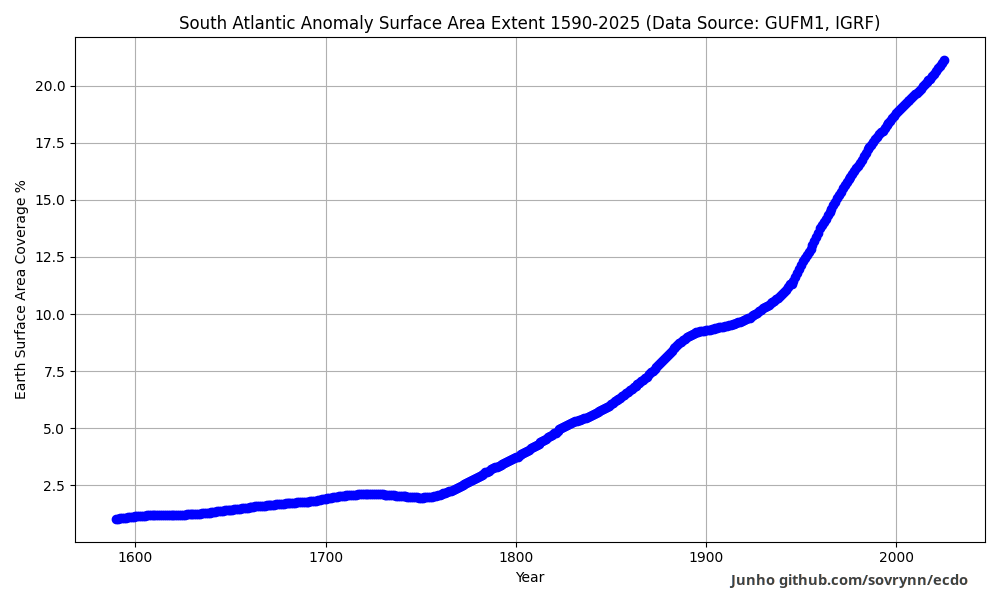 South Atlantic Anomaly Surface Area Extent 1590-2025 (Data Source: GUFM1, IGRF)
20.0
17.5
15.0
12.5
10.0
7.5
5.0
2.5
Earth Surface Area Coverage %
1600 1700 1800 1900 2000
Year
Junho github.com/sovrynn/ecdo